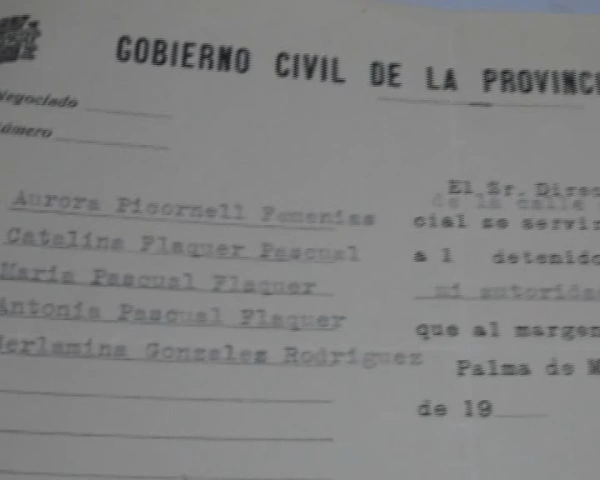 GOBIERNO CIVIL DE LA PROVINCI
Negociado
Número
Aurora Picornell Femenias
Catalina Flaquer Pascual
Maria Pascual Flaquer
Antonia Pascual Flaquer
Herlamina Gonzalez Rodriguez
El Sr. Direc
de la calle
cial se servir
a l detenido
mi autorida
que al margen
Palma de M
de 19